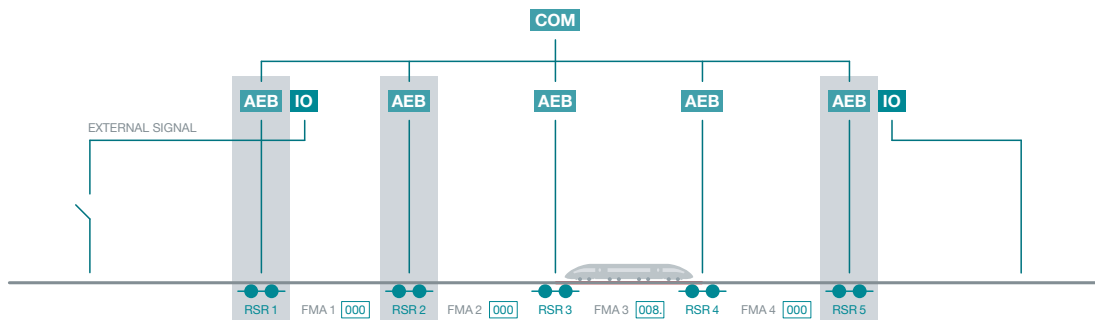 COM
AEB IO AEB AEB AEB AEB IO
EXTERNAL SIGNAL
RSR 1 FMA 1 000 RSR 2 FMA 2 000 RSR 3 FMA 3 008. RSR 4 FMA 4 000 RSR 5